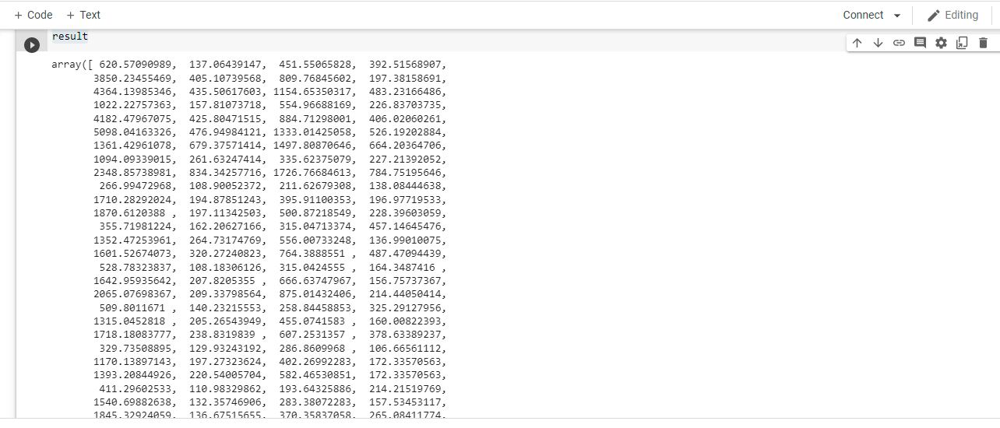 + Code + Text Connect Editing
result
array([ 620.57090989, 137.06439147, 451.55065828, 392.51568907,
3850.23455469, 405.10739568, 809.76845602, 197.38158691,
4364.13985346, 435.50617603, 1154.65350317, 483.23166486,
1022.22757363, 157.81073718, 554.96688169, 226.83703735,
4182.47967075, 425.80471515, 884.71298001, 406.02060261,
5098.04163326, 476.94984121, 1333.01425058, 526.19202884,
1361.42961078, 679.37571414, 1497.80870646, 664.20364706,
1094.09339015, 261.63247414, 335.62375079, 227.21392052,
2348.85738981, 834.34257716, 1726.76684613, 784.75195646,
266.99472968, 108.90052372, 211.62679308, 138.08444638,
1710.28292024, 194.87851243, 395.91100353, 196.97719533,
1870.6120388 , 197.11342503, 500.87218549, 228.39603059,
355.71981224, 162.20627166, 315.04713374, 457.14645476,
1352.47253961, 264.73174769, 556.00733248, 136.99010075,
1601.52674073, 320.27240823, 764.3888551 , 487.47094439,
528.78323837, 108.18306126, 315.0424555 , 164.3487416 ,
1642.95935642, 207.8205355 , 666.63747967, 156.75737367,
2065.07698367, 209.33798564, 875.01432406, 214.44050414,
509.8011671 , 140.23215553, 258.84458853, 325.29127956,
1315.0452818 , 205.26543949, 455.0741583 , 160.00822393,
1718.18083777, 238.8319839 , 607.2531357 , 378.63389237,
329.73508895, 129.93243192, 286.8609968 , 106.66561112,
1170.13897143, 197.27323624, 402.26992283, 172.33570563,
1393.20844926, 220.54005704, 582.46530851, 172.33570563,
411.29602533, 110.98329862, 193.64325886, 214.21519769,
1540.69882638, 132.35746906, 283.38072283, 157.53453117,
1845.32924059, 136.67515655, 370.35837058, 265.08411774,